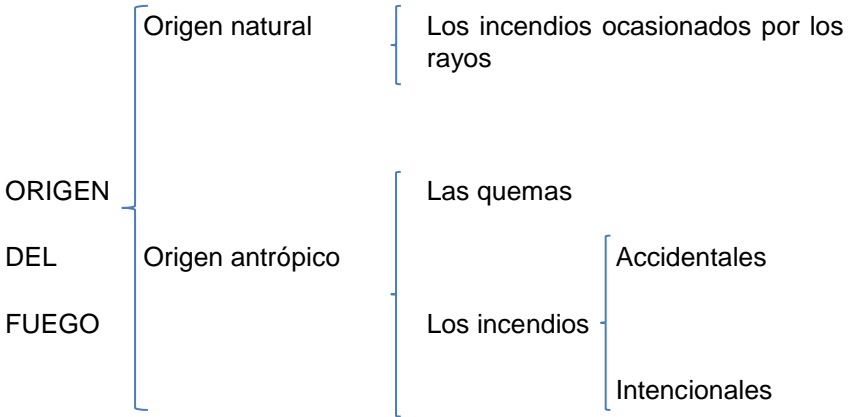 Origen natural
Los incendios ocasionados por los
rayos
ORIGEN
DEL
FUEGO
Origen antrópico
Las quemas
Los incendios
Accidentales
Intencionales